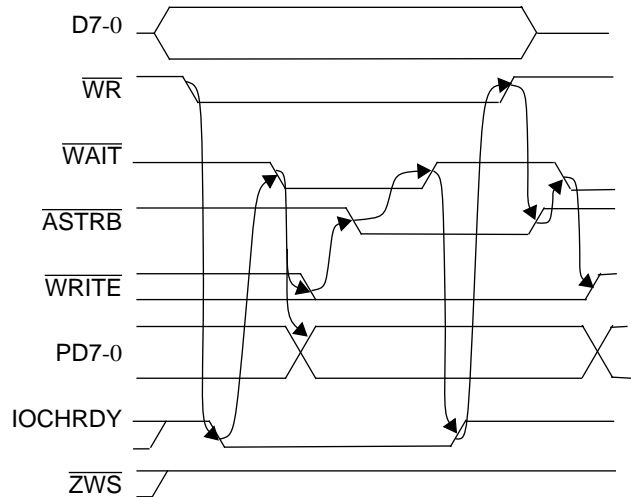 D7-0
WR
WAIT
ASTRB
WRITE
PD7-0
IOCHRDY
ZWS